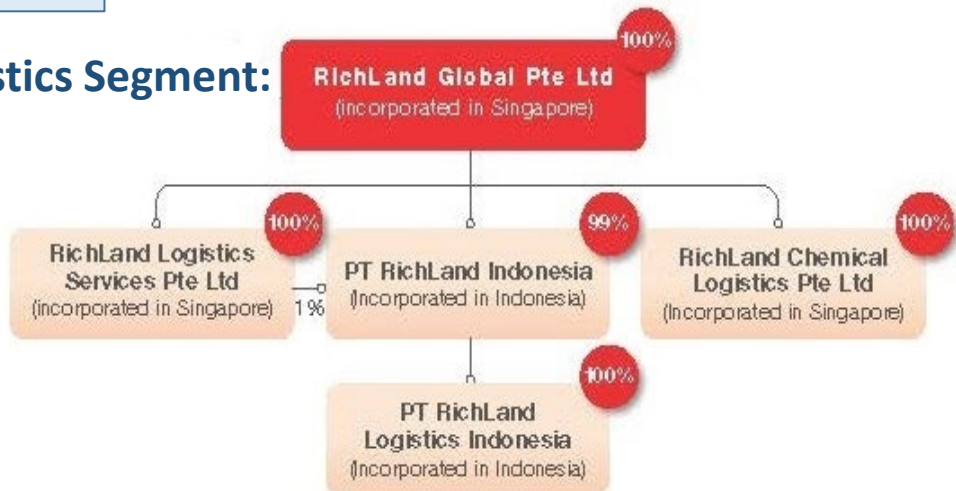 stics Segment:
100%
RichLand Global Pte Ltd
(incorporated in Singapore)
100%
RichLand Logistics
Services Pte Ltd
(incorporated in Singapore)
1%
99%
PT RichLand Indonesia
(Incorporated in Indonesia)
100%
RichLand Chemical
Logistics Pte Ltd
(Incorporated in Singapore)
100%
PT RichLand
Logistics Indonesia
(Incorporated in Indonesia)